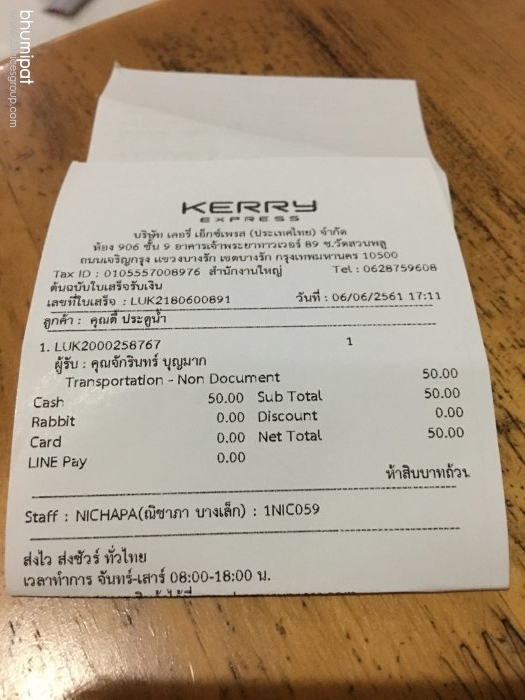 bhumipat
KERRY
EXPRESS
บริษัท เคอรี่ เอ็กซ์เพรส (ประเทศไทย) จำกัด
ห้อง 906 ชั้น 9 อาคารเจ้าพระยาทาวเวอร์ 89 ซ.วัดสวนพลู
ถนนเจริญกรุง แขวงบางรัก เขตบางรัก กรุงเทพมหานคร 10500
Tax ID : 0105557008976 สำนักงานใหญ่ Tel : 0628759608
ต้นฉบับใบเสร็จรับเงิน
เลขที่ใบเสร็จ : LUK2180600891 วันที่ : 06/06/2561 17:11
ลูกค้า : คุณตี๋ ประตูน้ำ
1. LUK2000258767 1
ผู้รับ : คุณจักรินทร์ บุญมาก
Transportation - Non Document 50.00
Cash 50.00 Sub Total 50.00
Rabbit 0.00 Discount 0.00
Card 0.00 Net Total 50.00
LINE Pay 0.00
ห้าสิบบาทถ้วน
Staff : NICHAPA(ณิชาภา บางเล็ก) : 1NIC059
ส่งไว ส่งชัวร์ ทั่วไทย
เวลาทำการ จันทร์-เสาร์ 08:00-18:00 น.